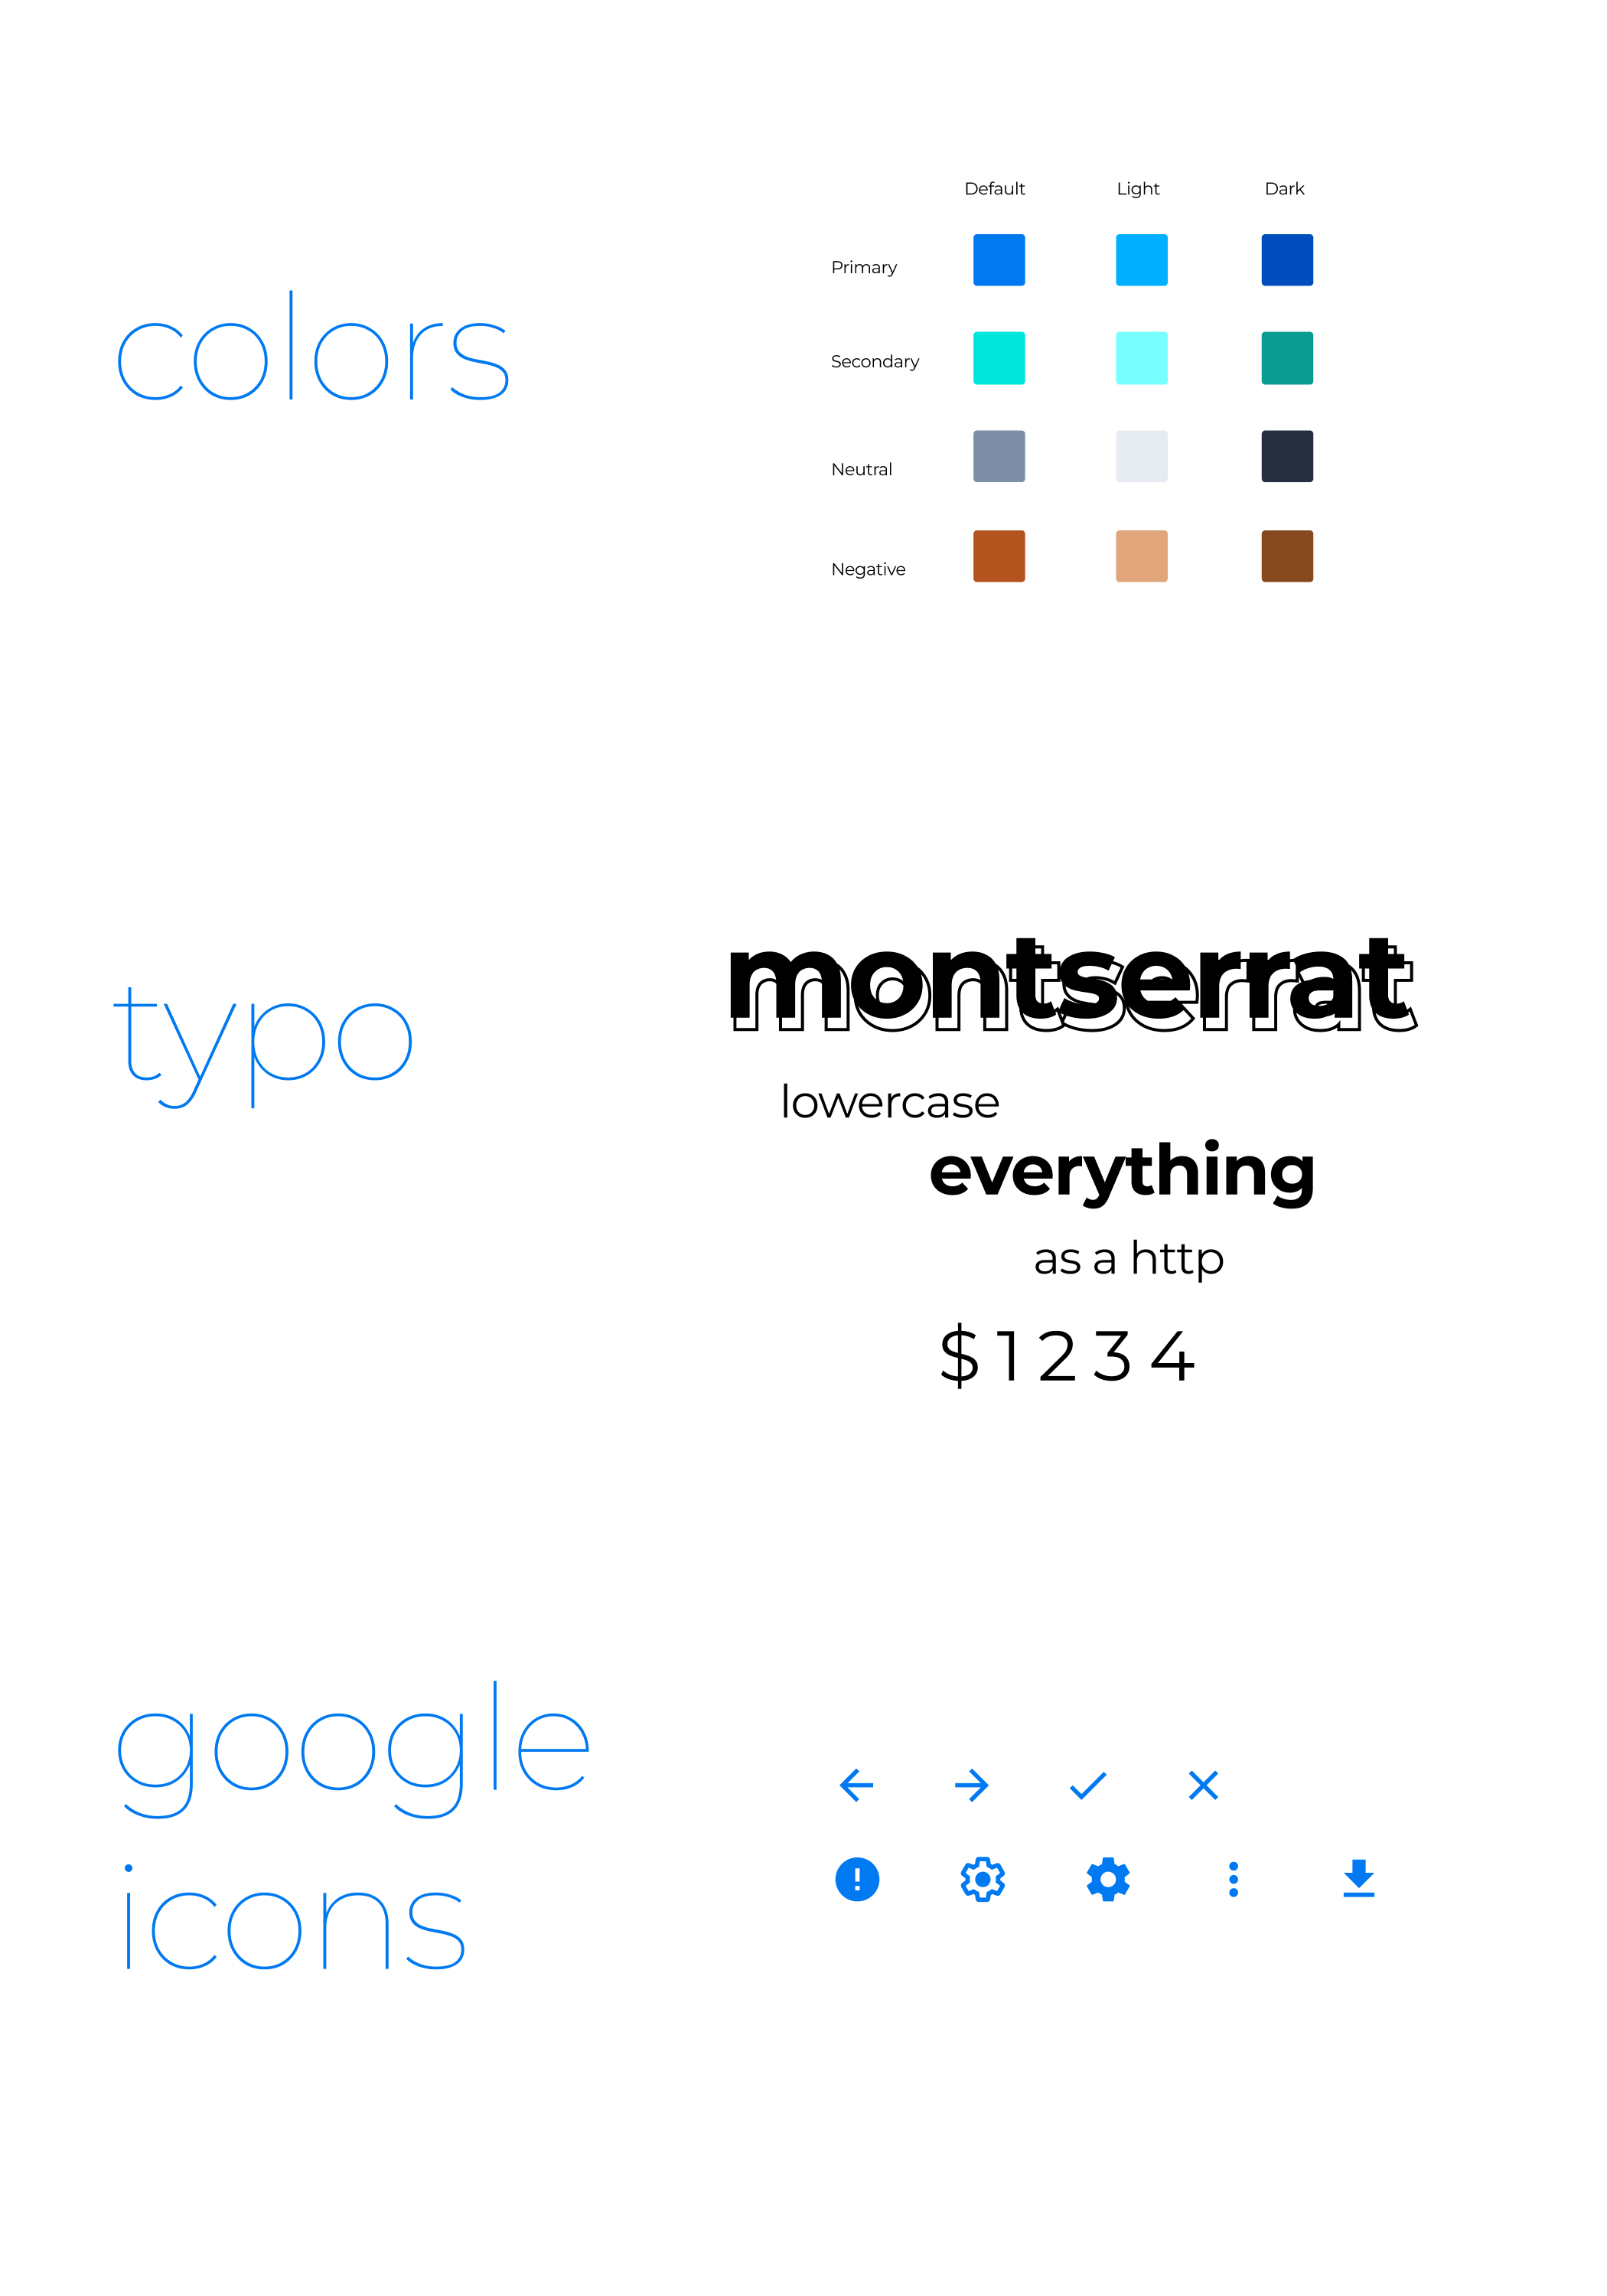 colors
Default Light Dark
Primary
Secondary
Neutral
Negative
typo
montserrat
lowercase
everything
as a http
$1234
google
icons